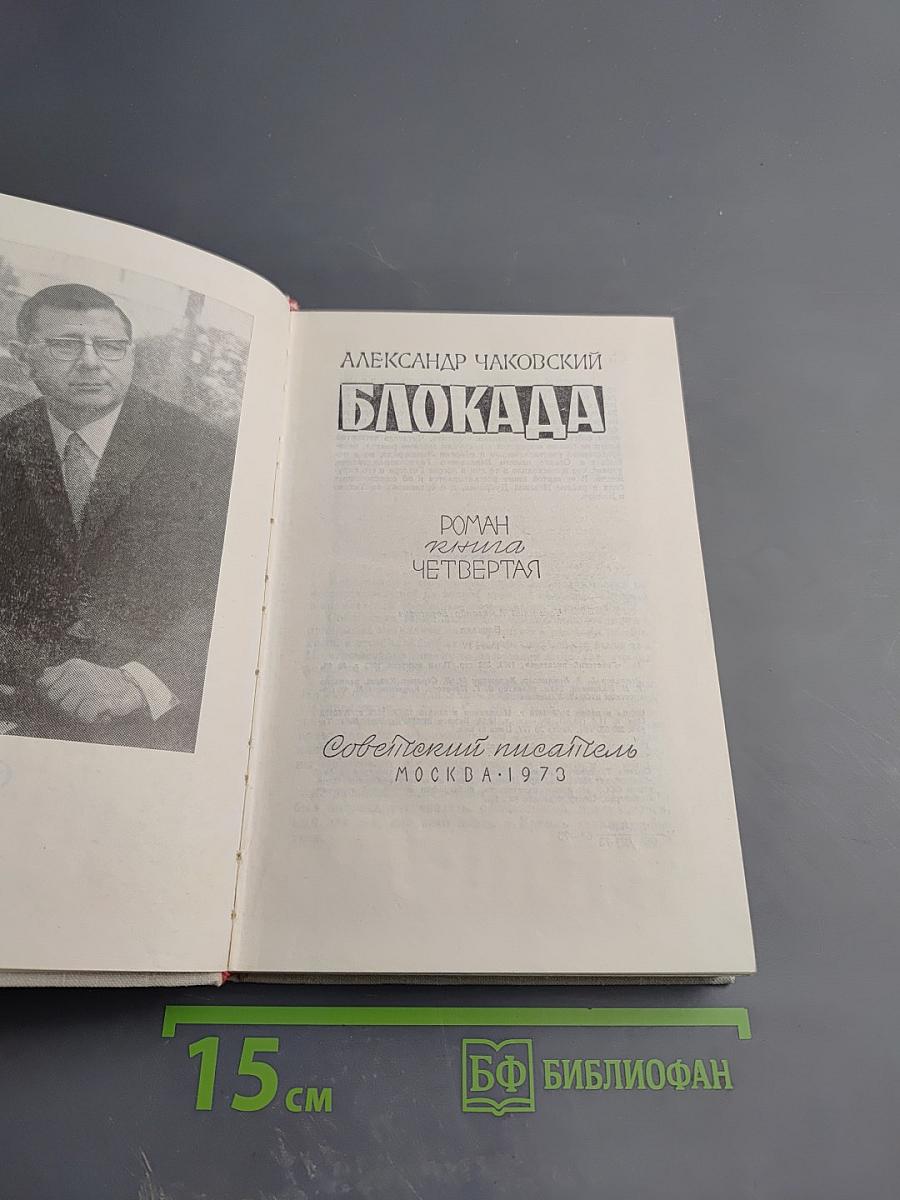 АЛЕКСАНДР ЧАКОВСКИЙ
БЛОКАДА
РОМАН
книга
ЧЕТВЕРТАЯ
Советский писатель
МОСКВА·1973
15 см
БФ БИБЛИОФАН